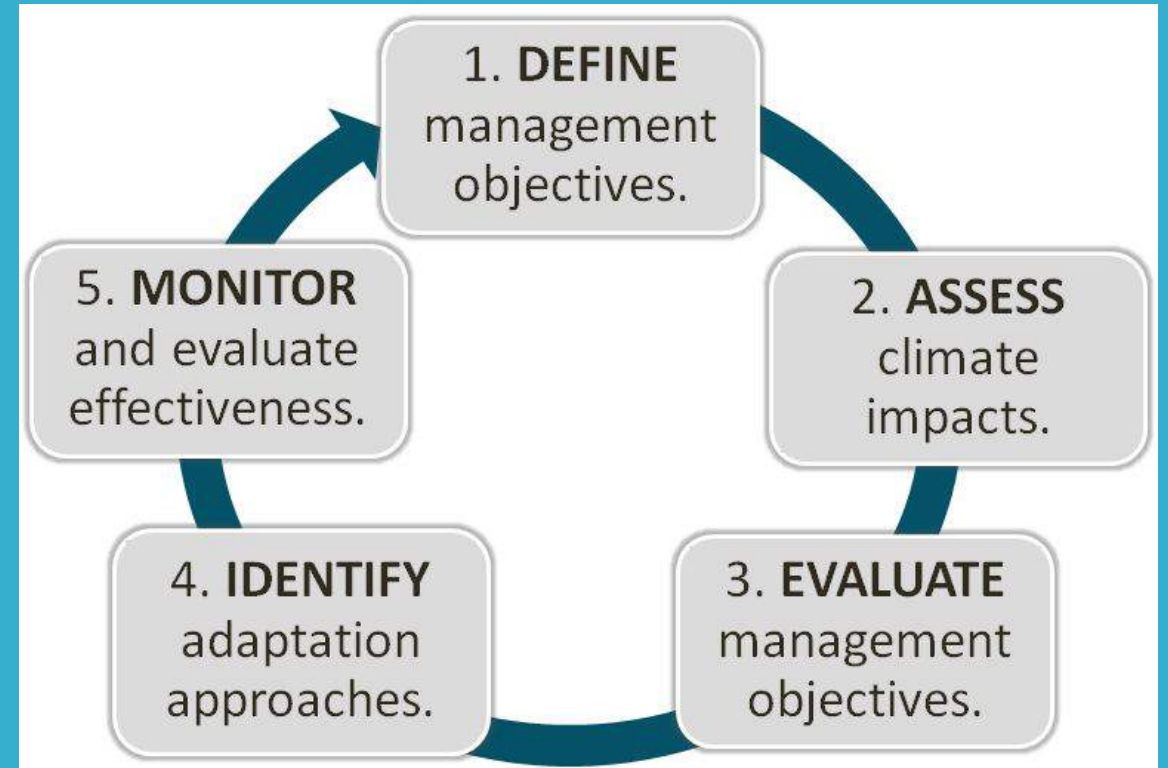 1. DEFINE
management
objectives.
2. ASSESS
climate
impacts.
3. EVALUATE
management
objectives.
4. IDENTIFY
adaptation
approaches.
5. MONITOR
and evaluate
effectiveness.